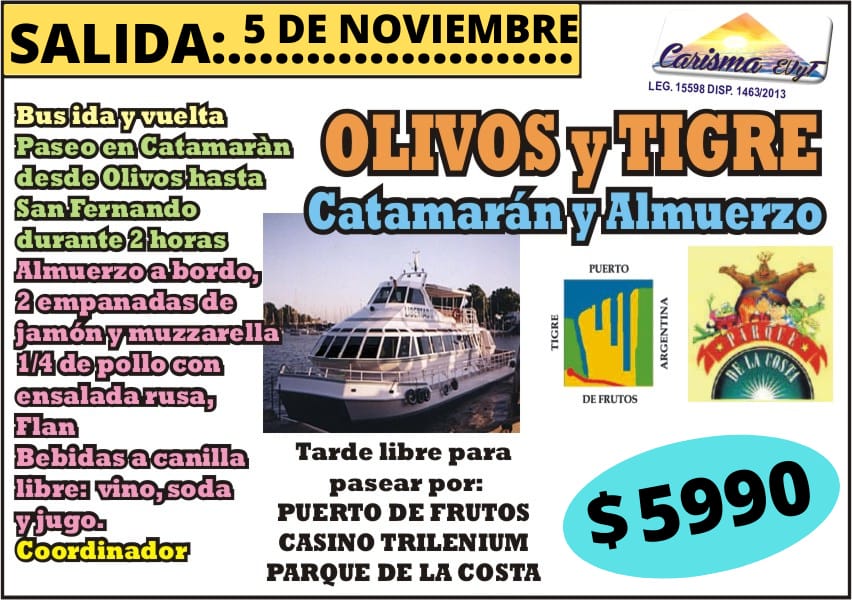 SALIDA:......................
5 DE NOVIEMBRE
Carisma EVyT
LEG. 15598 DISP. 1463/2013
Bus ida y vuelta
Paseo en Catamaràn
desde Olivos hasta
San Fernando
durante 2 horas
Almuerzo a bordo,
2 empanadas de
jamón y muzzarella
1/4 de pollo con
ensalada rusa,
Flan
Bebidas a canilla
libre: vino, soda
y jugo.
Coordinador
OLIVOS y TIGRE
Catamarán y Almuerzo
LIBERTAD
PUERTO
TIGRE
ARGENTINA
DE FRUTOS
PARQUE
DE LA COSTA
Tarde libre para
pasear por:
PUERTO DE FRUTOS
CASINO TRILENIUM
PARQUE DE LA COSTA
$ 5990